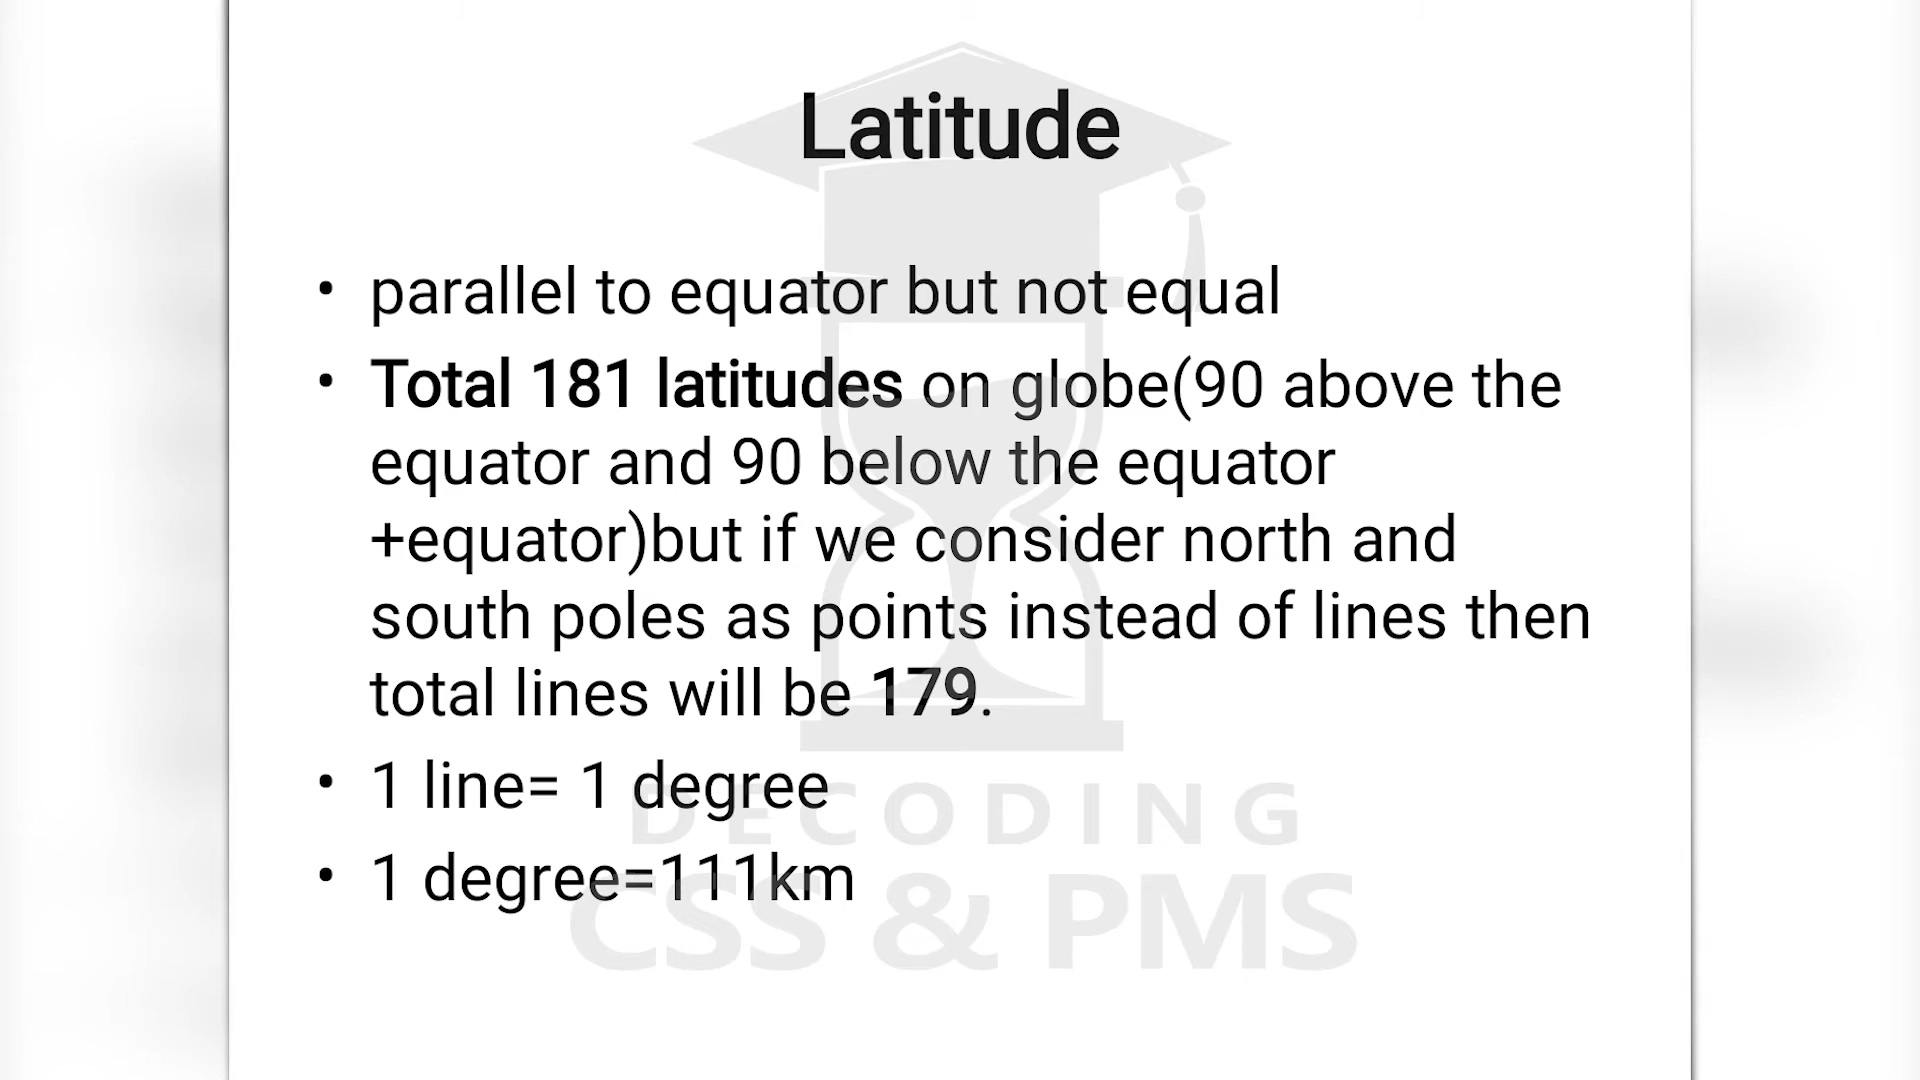 Latitude
• parallel to equator but not equal
• Total 181 latitudes on globe(90 above the
equator and 90 below the equator
+equator)but if we consider north and
south poles as points instead of lines then
total lines will be 179.
• 1 line= 1 degree
• 1 degree=111km
DECODING
CSS & PMS